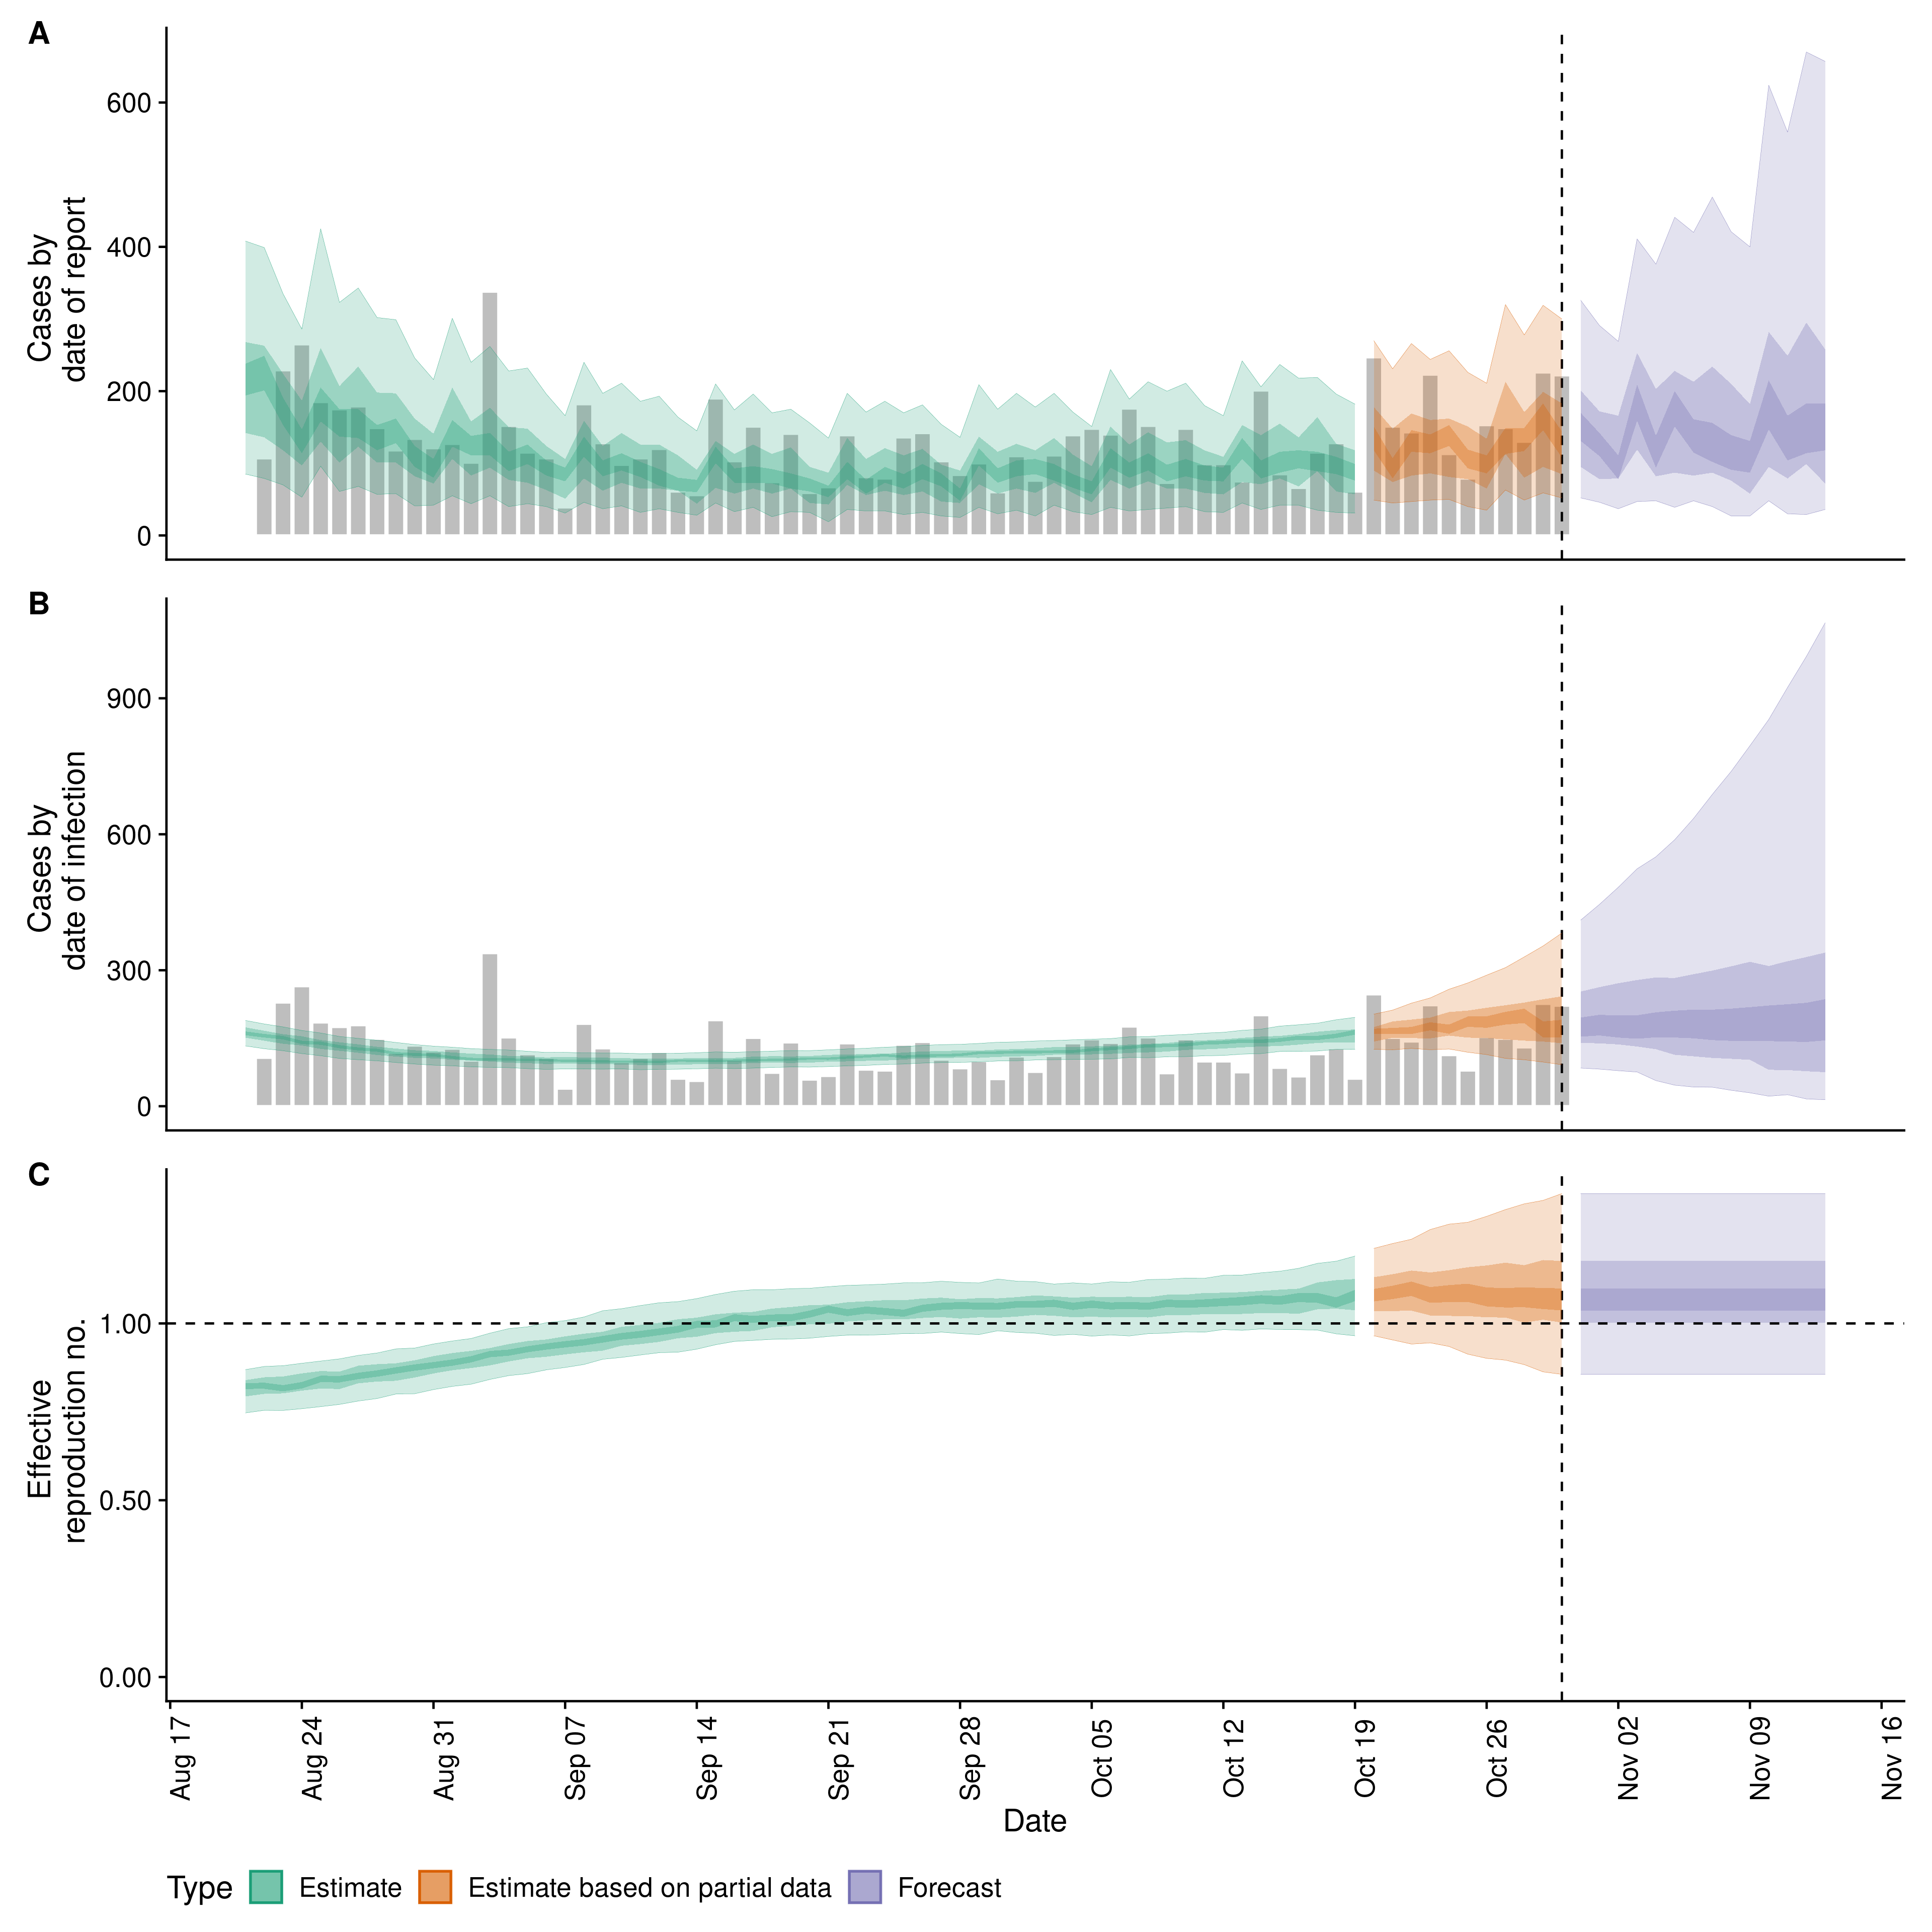 A
Cases by
date of report
600
400
200
0
B
Cases by
date of infection
900
600
300
0
C
Effective
reproduction no.
1.00
0.50
0.00
Aug 17
Aug 24
Aug 31
Sep 07
Sep 14
Sep 21
Sep 28
Oct 05
Oct 12
Oct 19
Oct 26
Nov 02
Nov 09
Nov 16
Date
Type Estimate Estimate based on partial data Forecast